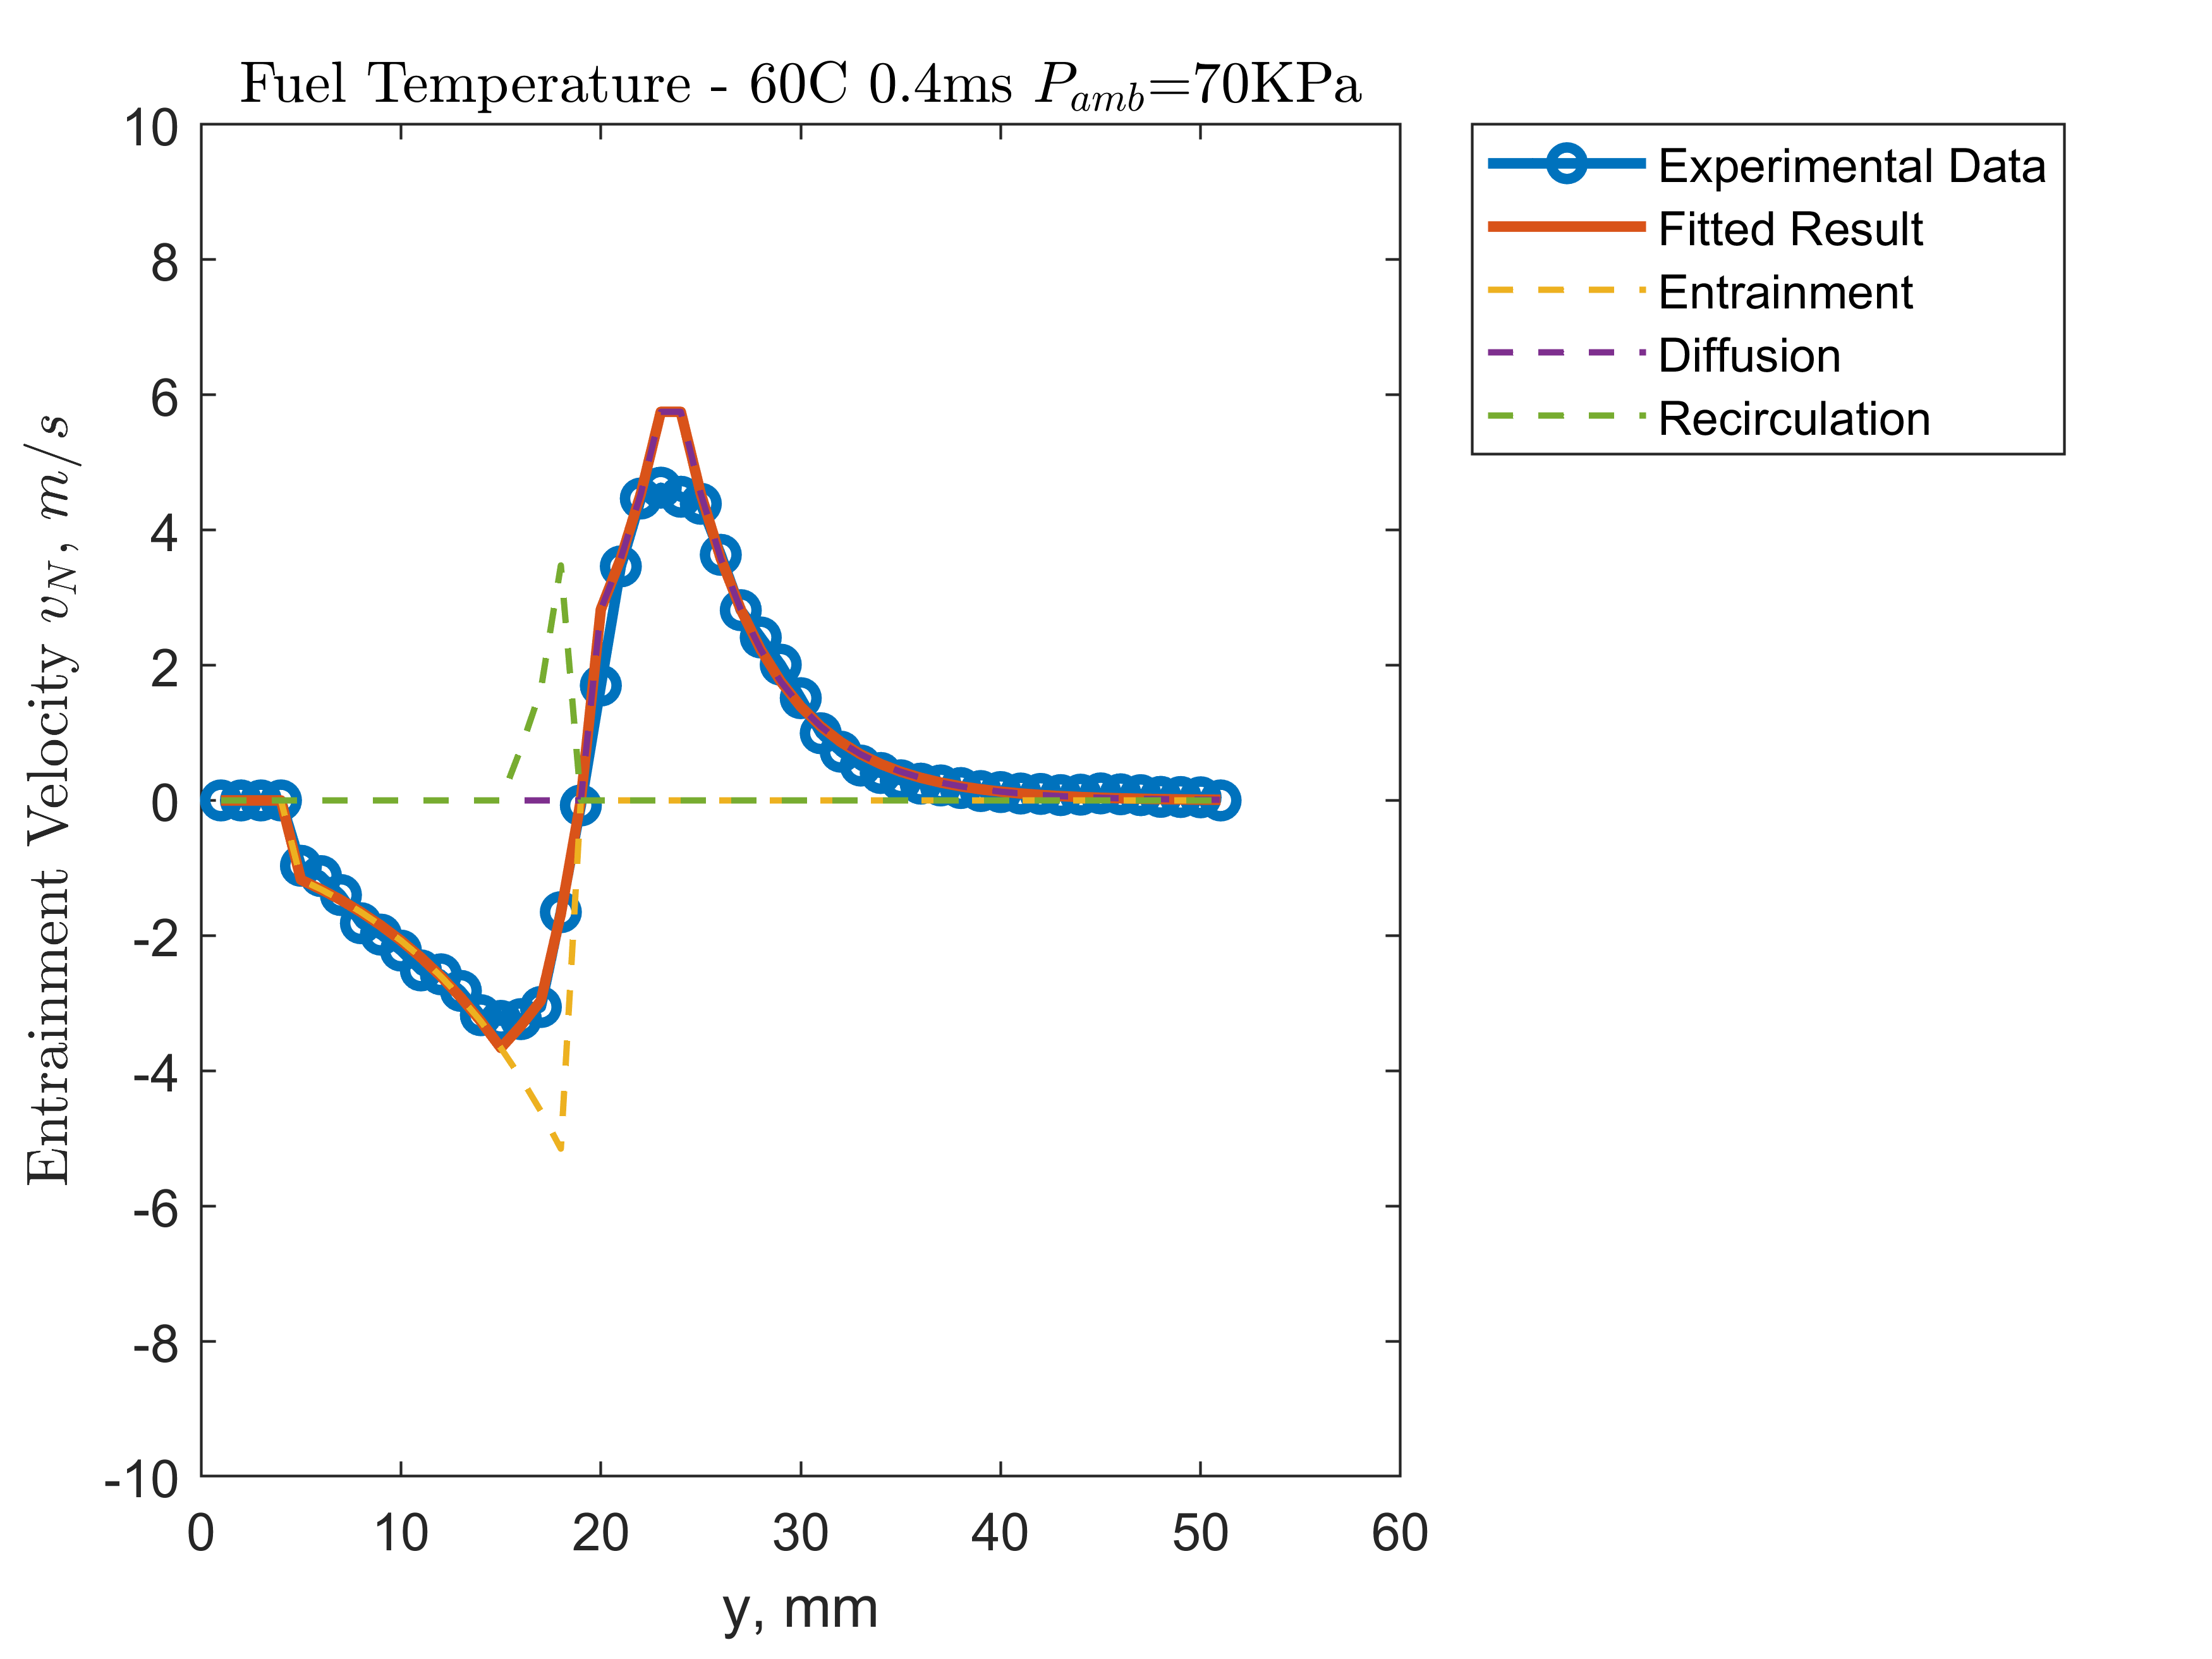 Fuel Temperature - 60C 0.4ms P_amb=70KPa
Entrainment Velocity v_N, m/s
10
8
6
4
2
0
-2
-4
-6
-8
-10
0 10 20 30 40 50 60
y, mm
Experimental Data
Fitted Result
Entrainment
Diffusion
Recirculation